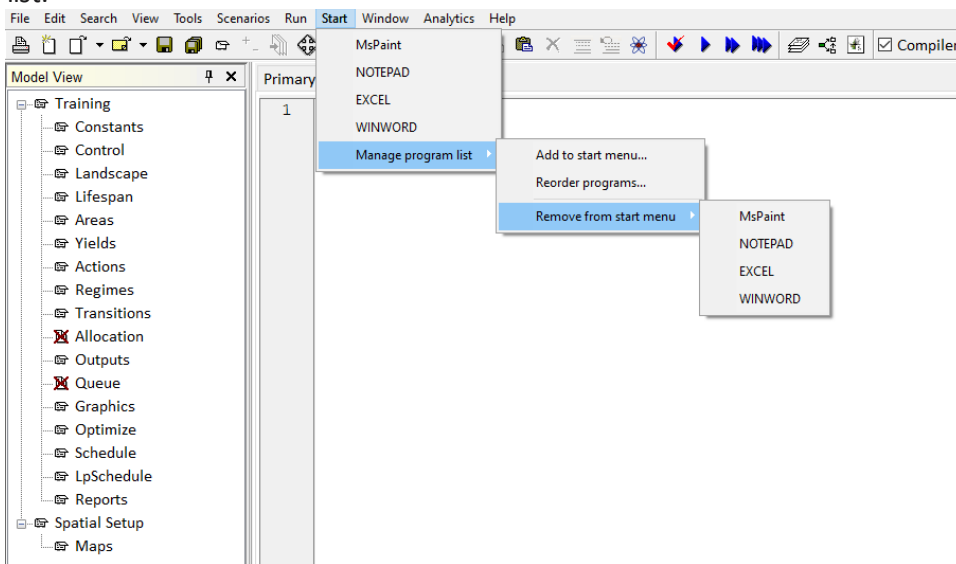 list.
File Edit Search View Tools Scenarios Run Start Window Analytics Help
Compiler
Model View
Primary
1
Training
Constants
Control
Landscape
Lifespan
Areas
Yields
Actions
Regimes
Transitions
Allocation
Outputs
Queue
Graphics
Optimize
Schedule
LpSchedule
Reports
Spatial Setup
Maps
MsPaint
NOTEPAD
EXCEL
WINWORD
Manage program list
Add to start menu...
Reorder programs...
Remove from start menu
MsPaint
NOTEPAD
EXCEL
WINWORD